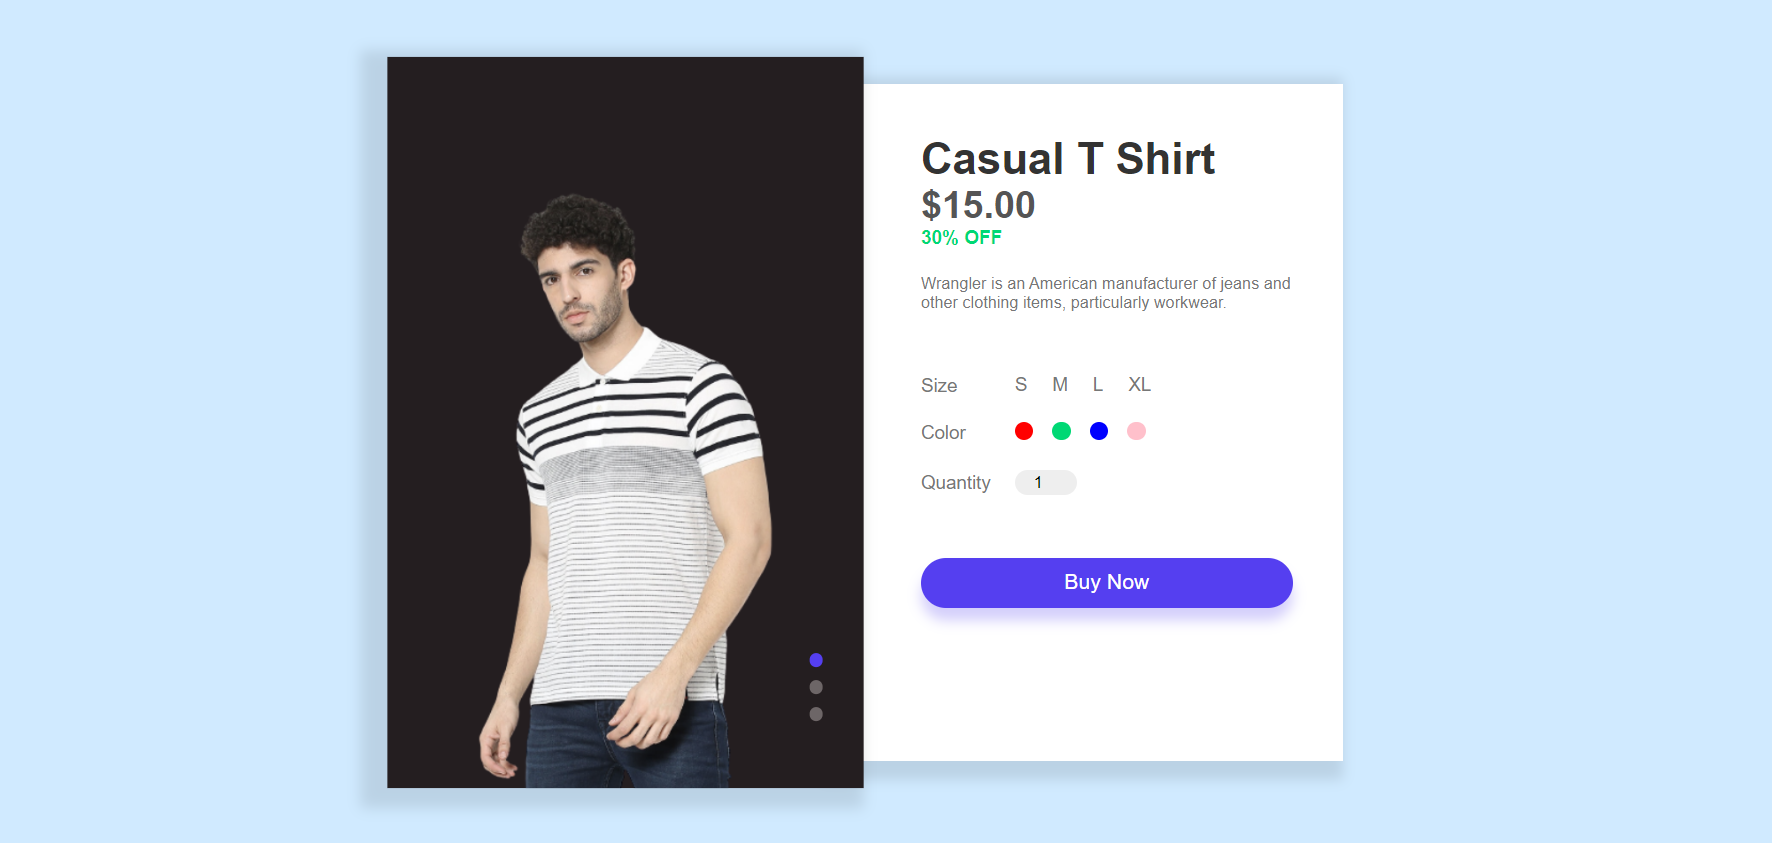 Casual T Shirt
$15.00
30% OFF
Wrangler is an American manufacturer of jeans and
other clothing items, particularly workwear.
Size S M L XL
Color
Quantity 1
Buy Now